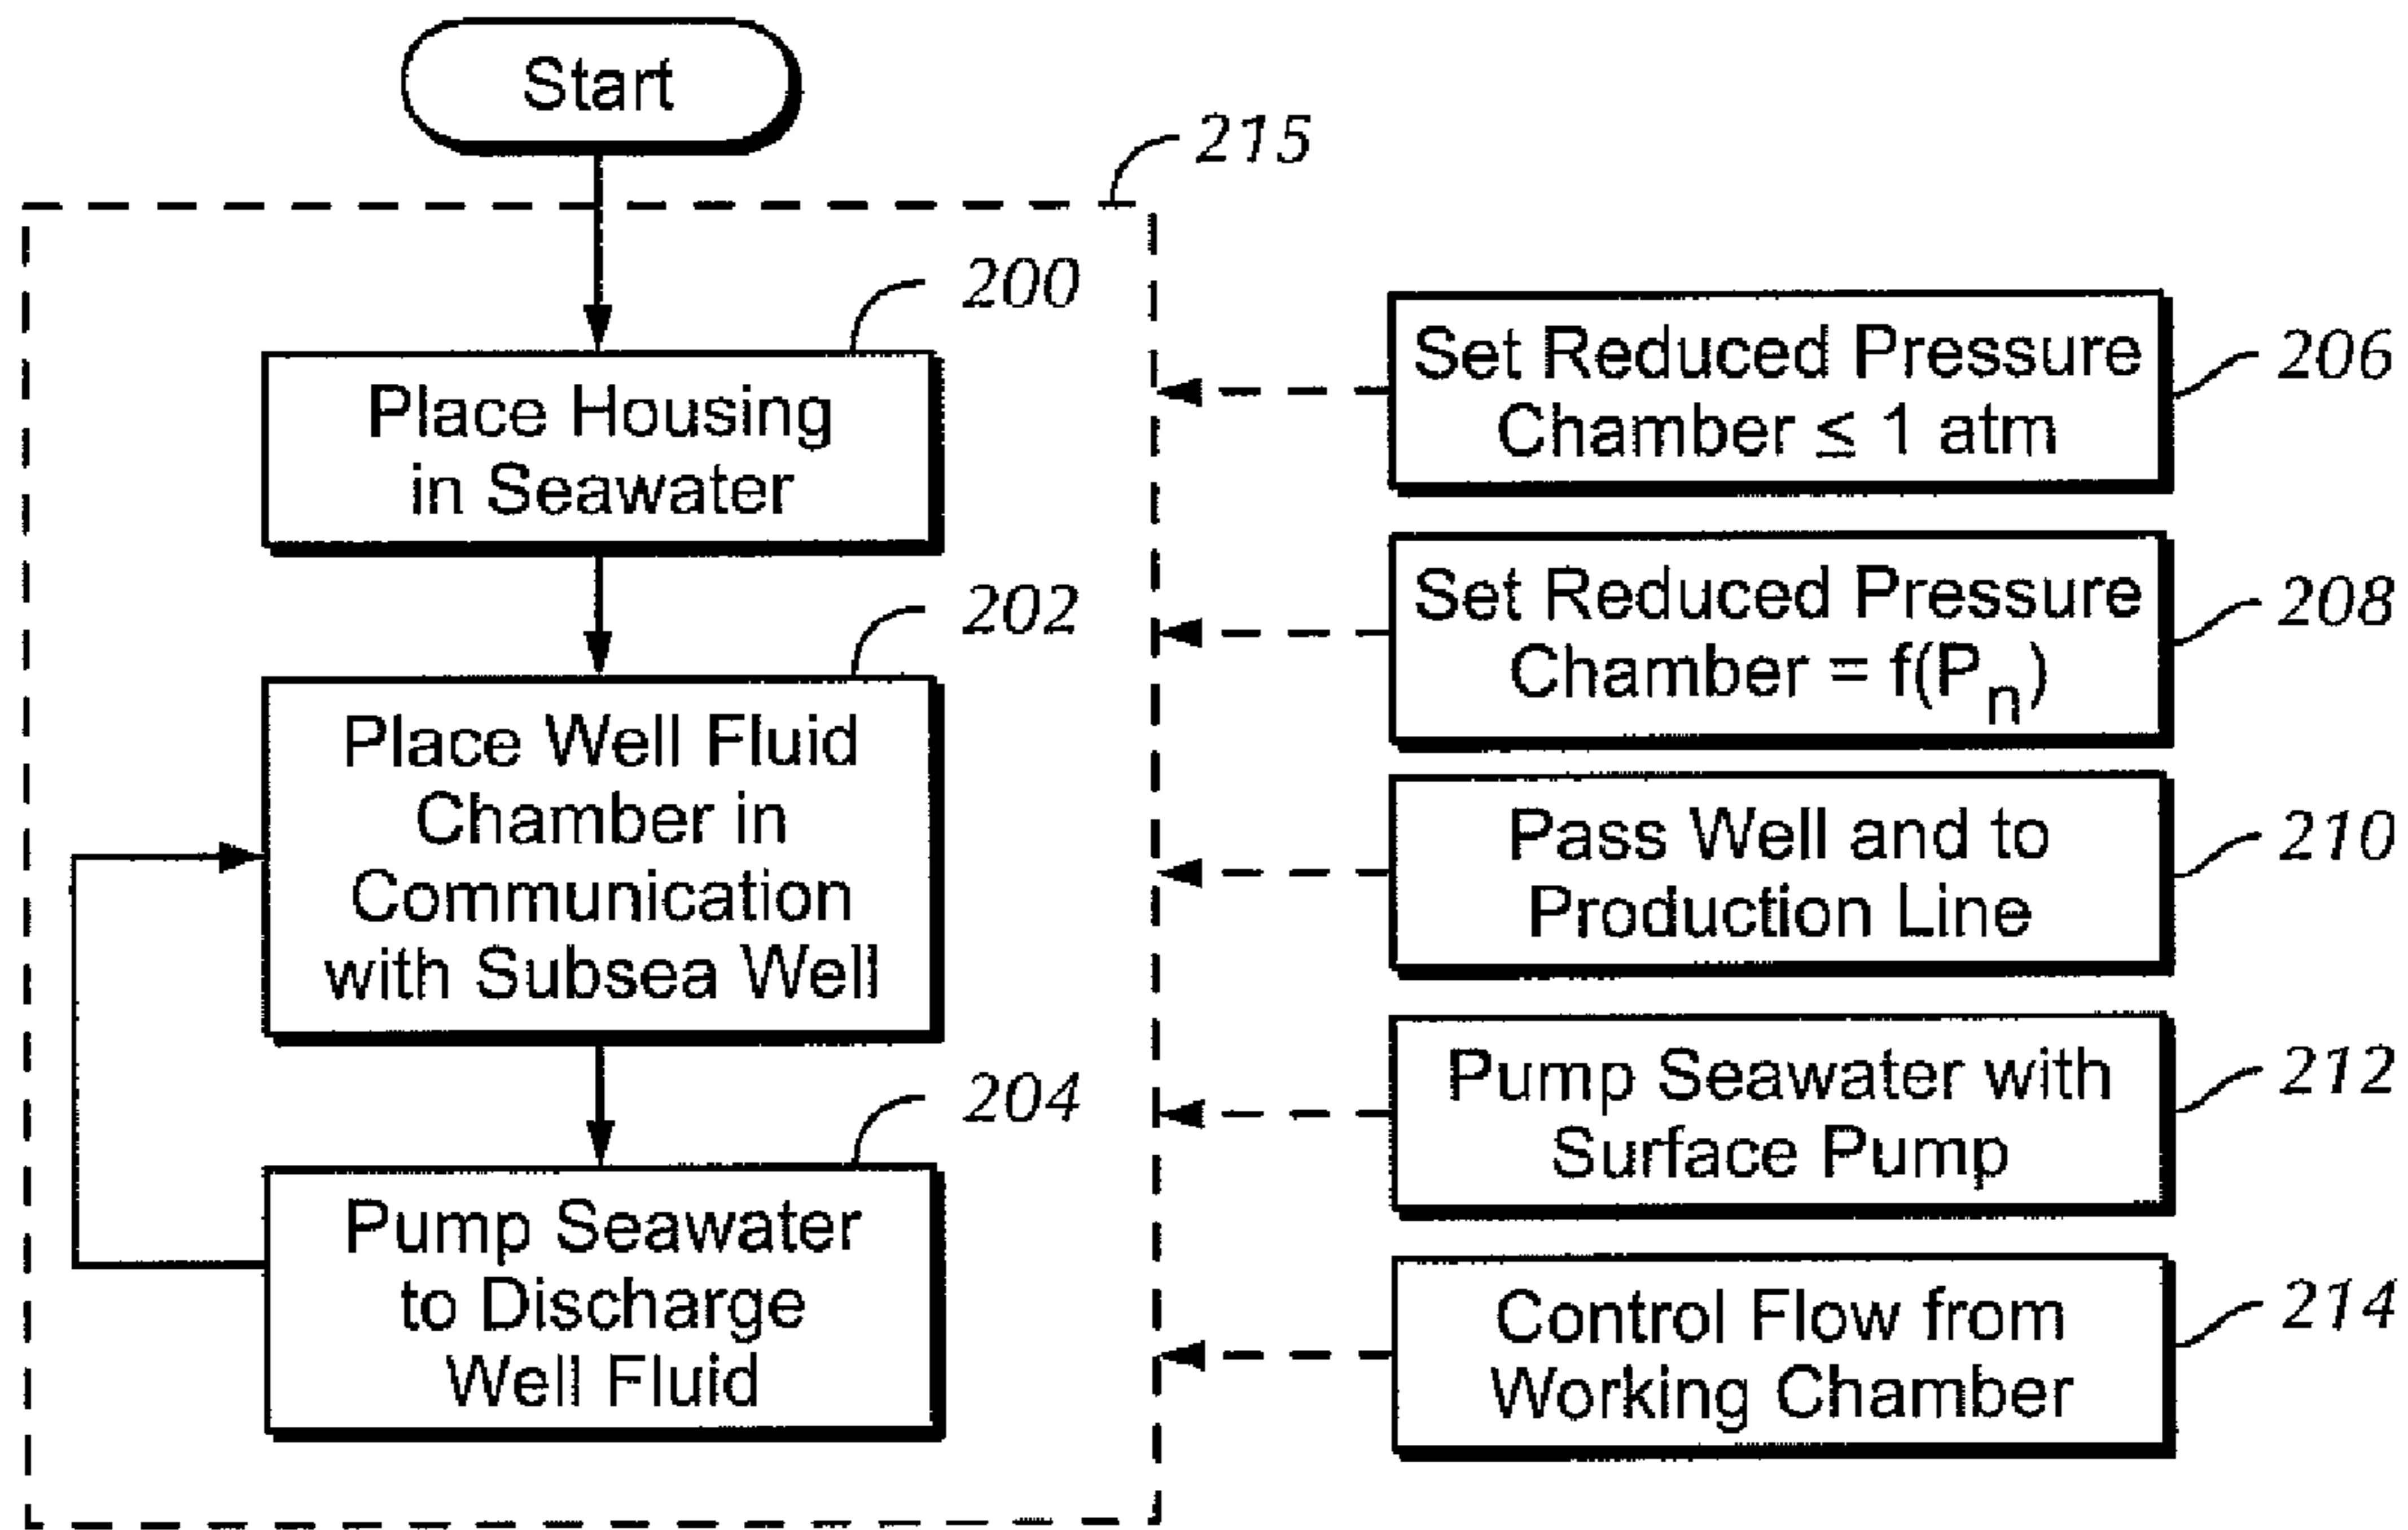 Start
215
200
Place Housing
in Seawater
202
Place Well Fluid
Chamber in
Communication
with Subsea Well
204
Pump Seawater
to Discharge
Well Fluid
Set Reduced Pressure
Chamber ≤ 1 atm
206
Set Reduced Pressure
Chamber = f(Pn)
208
Pass Well and to
Production Line
210
Pump Seawater with
Surface Pump
212
Control Flow from
Working Chamber
214